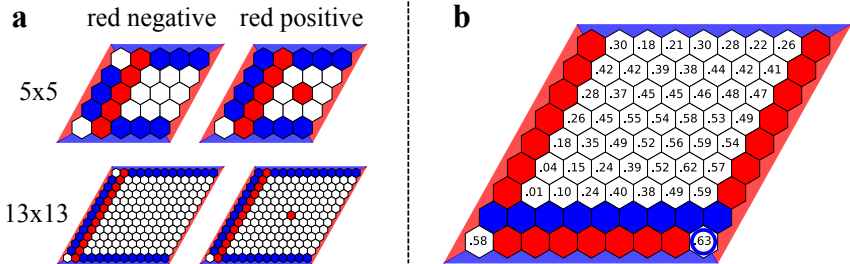 a red negative red positive
5x5
13x13
b
.30 .18 .21 .30 .28 .22 .26
.42 .42 .39 .38 .44 .42 .41
.28 .37 .45 .45 .46 .47 .49
.26 .45 .55 .54 .58 .53 .49
.18 .35 .49 .52 .56 .59 .54
.04 .15 .24 .39 .62 .62 .57
.01 .10 .24 .40 .38 .49 .59
.58 .63